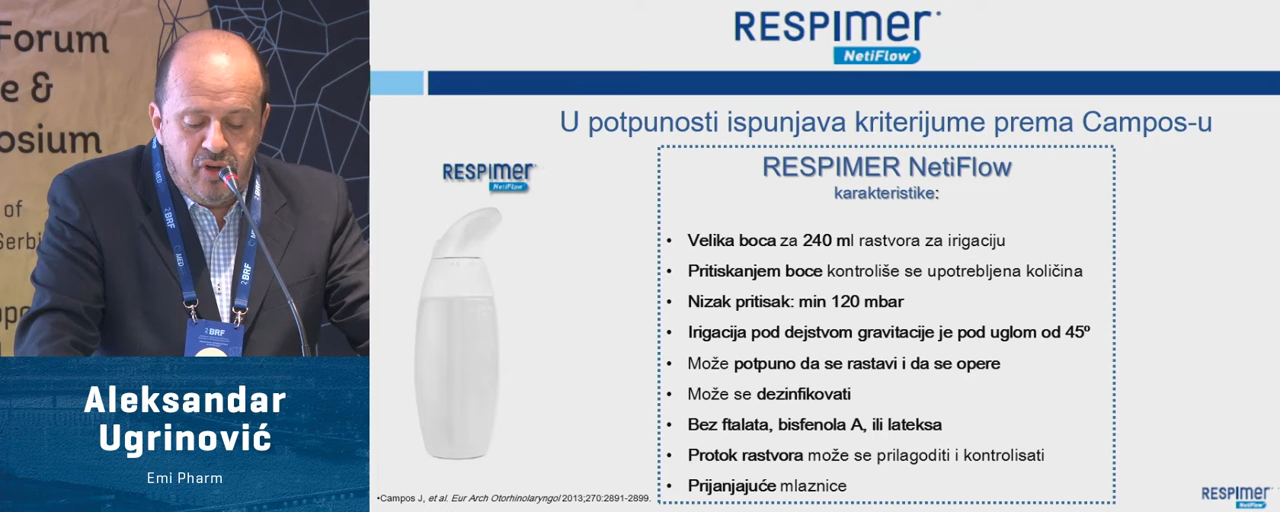 Forum
e &
osium
of
Serbi
MED
BRF
2 BRF
MED
BRF
Aleksandar
Ugrinović
Emi Pharm
RESPIMER
NetiFlow
U potpunosti ispunjava kriterijume prema Campos-u
RESPIMER
NetiFlow
RESPIMER NetiFlow
karakteristike:
• Velika boca za 240 ml rastvora za irigaciju
• Pritiskanjem boce kontroliše se upotrebljena količina
• Nizak pritisak: min 120 mbar
• Irigacija pod dejstvom gravitacije je pod uglom od 45º
• Može potpuno da se rastavi i da se opere
• Može se dezinfikovati
• Bez ftalata, bisfenola A, ili lateksa
• Protok rastvora može se prilagoditi i kontrolisati
• Prijanjajuće mlaznice
•Campos J, et al. Eur Arch Otorhinolaryngol 2013;270:2891-2899.
RESPIMER
NetiFlow